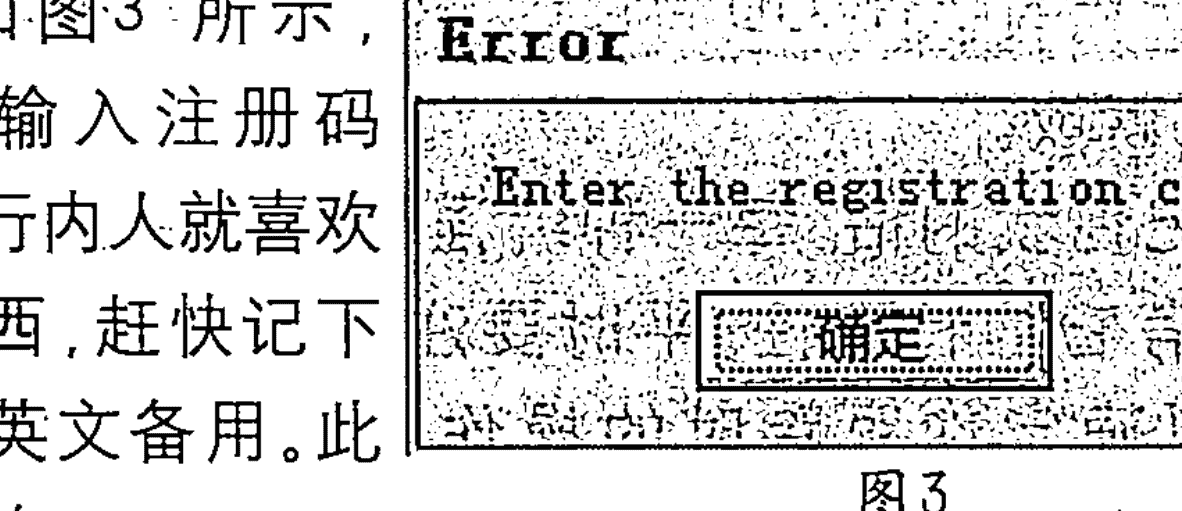 如图3 所示,
输入注册码
行内人就喜欢
西,赶快记下
英文备用。此
Error
Enter the registration c
确定
图3